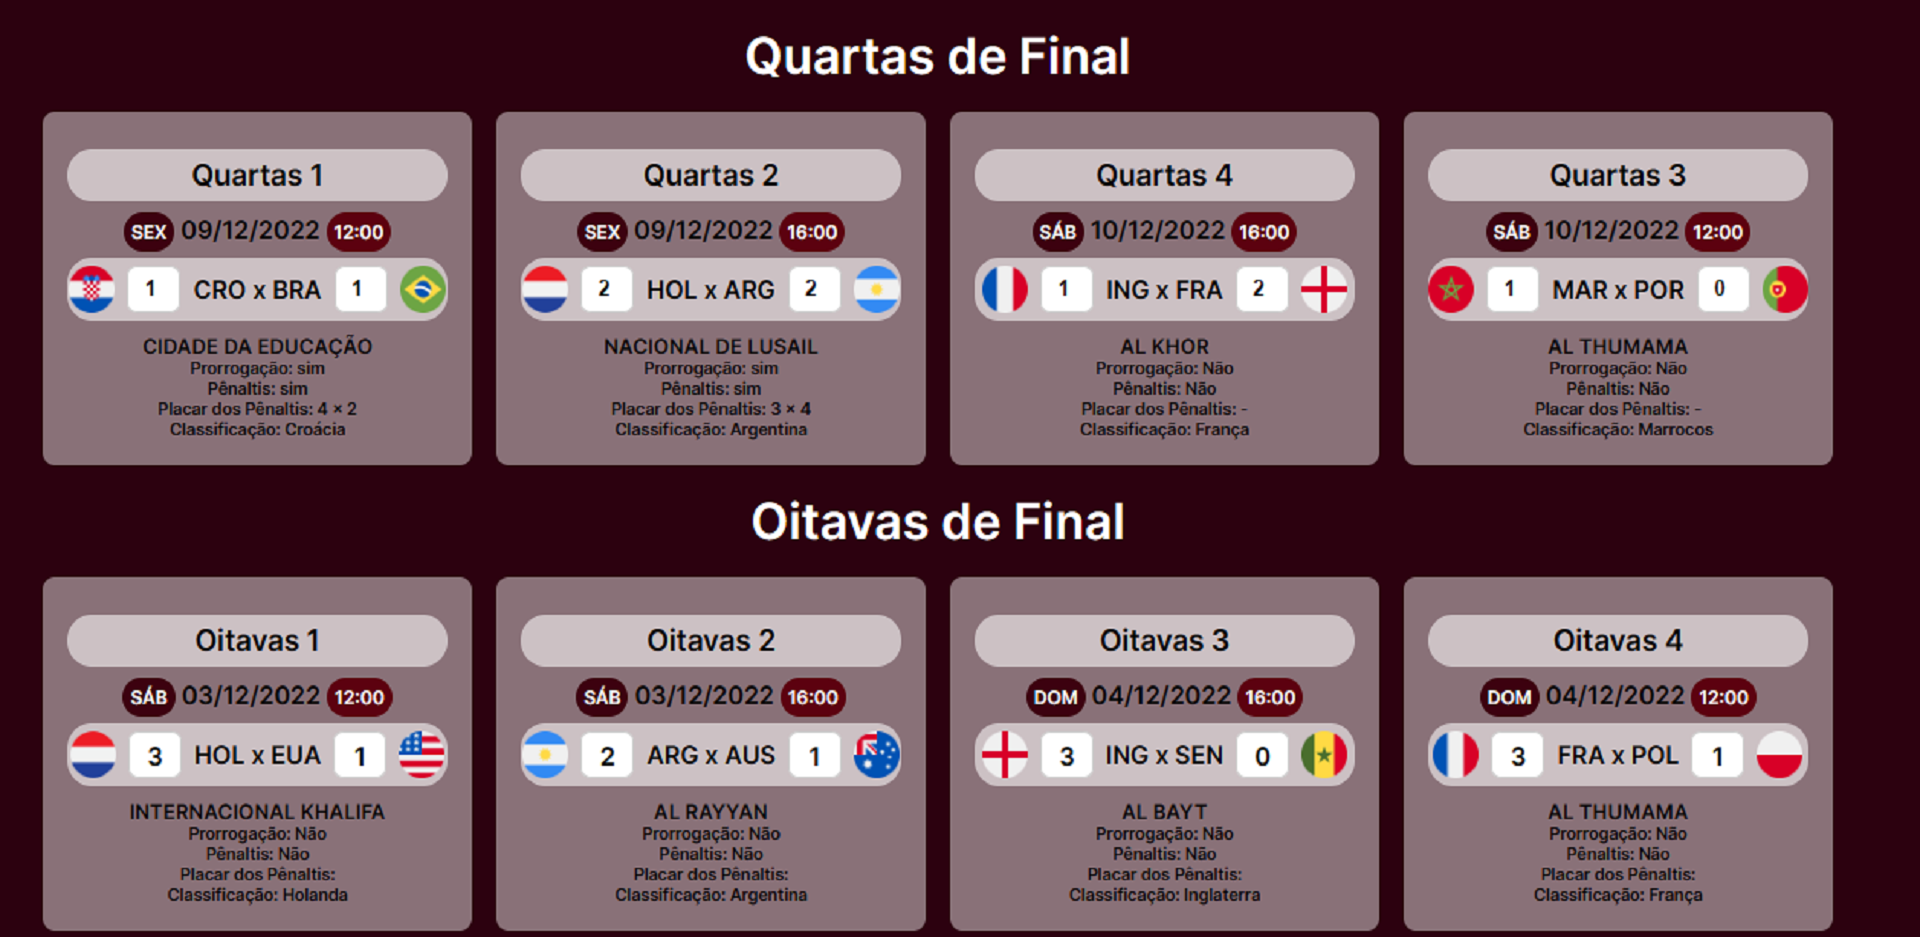 Quartas de Final
Quartas 1
SEX 09/12/2022 12:00
1 CRO x BRA 1
CIDADE DA EDUCAÇÃO
Prorrogação: sim
Pênaltis: sim
Placar dos Pênaltis: 4 × 2
Classificação: Croácia
Quartas 2
SEX 09/12/2022 16:00
2 HOL x ARG 2
NACIONAL DE LUSAIL
Prorrogação: sim
Pênaltis: sim
Placar dos Pênaltis: 3 × 4
Classificação: Argentina
Quartas 4
SÁB 10/12/2022 16:00
1 ING x FRA 2
AL KHOR
Prorrogação: Não
Pênaltis: Não
Placar dos Pênaltis: -
Classificação: França
Quartas 3
SÁB 10/12/2022 12:00
1 MAR x POR 0
AL THUMAMA
Prorrogação: Não
Pênaltis: Não
Placar dos Pênaltis: -
Classificação: Marrocos
Oitavas de Final
Oitavas 1
SÁB 03/12/2022 12:00
3 HOL x EUA 1
INTERNACIONAL KHALIFA
Prorrogação: Não
Pênaltis: Não
Placar dos Pênaltis:
Classificação: Holanda
Oitavas 2
SÁB 03/12/2022 16:00
2 ARG x AUS 1
AL RAYYAN
Prorrogação: Não
Pênaltis: Não
Placar dos Pênaltis:
Classificação: Argentina
Oitavas 3
DOM 04/12/2022 16:00
3 ING x SEN 0
AL BAYT
Prorrogação: Não
Pênaltis: Não
Placar dos Pênaltis:
Classificação: Inglaterra
Oitavas 4
DOM 04/12/2022 12:00
3 FRA x POL 1
AL THUMAMA
Prorrogação: Não
Pênaltis: Não
Placar dos Pênaltis:
Classificação: França